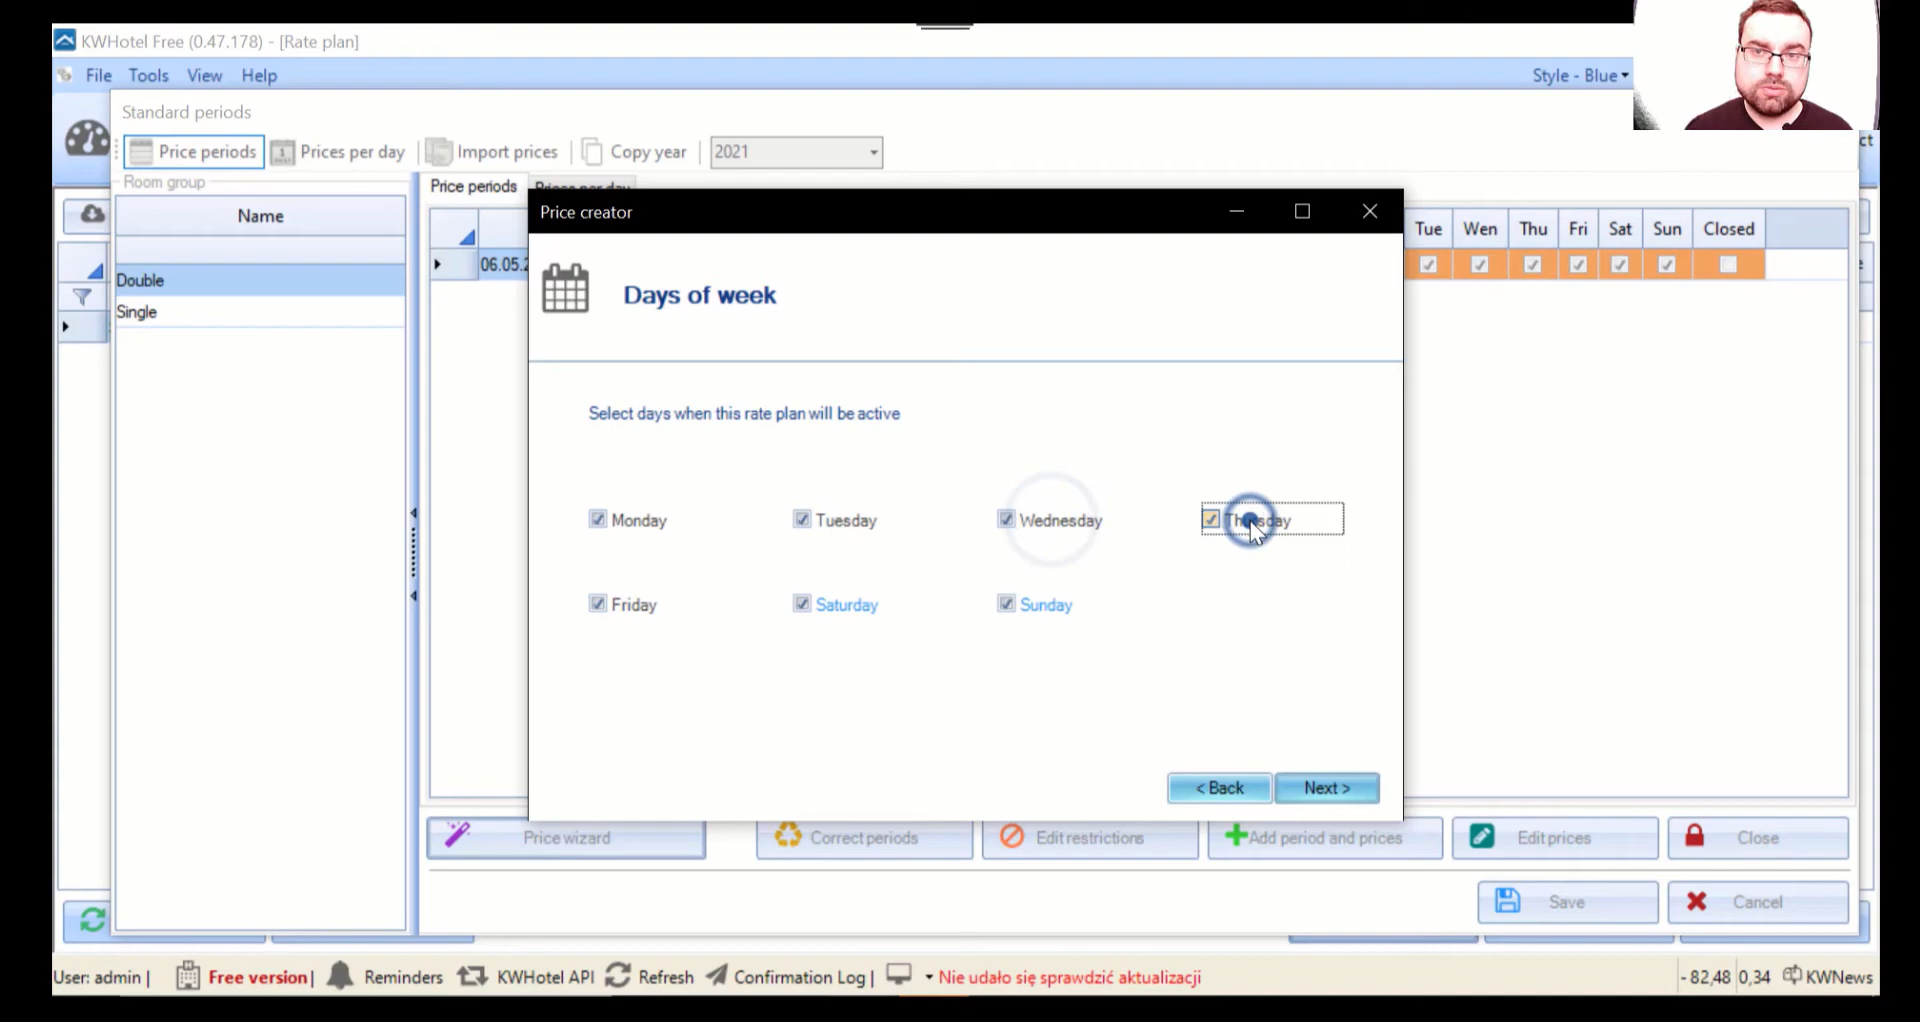 KWHotel Free (0.47.178) - [Rate plan]
File Tools View Help
Style - Blue
Standard periods
Price periods 1 Prices per day Import prices Copy year 2021
Room group
Price periods Prices per day
Name
Double
Single
Price creator
Tue Wen Thu Fri Sat Sun Closed
06.05.2
Days of week
Select days when this rate plan will be active
Monday Tuesday Wednesday Thursday
Friday Saturday Sunday
< Back Next >
Price wizard Correct periods Edit restrictions Add period and prices Edit prices Close
Save Cancel
User: admin | Free version | Reminders KWHotel API Refresh Confirmation Log | Nie udało się sprawdzić aktualizacji - 82,48 0,34 KWNews